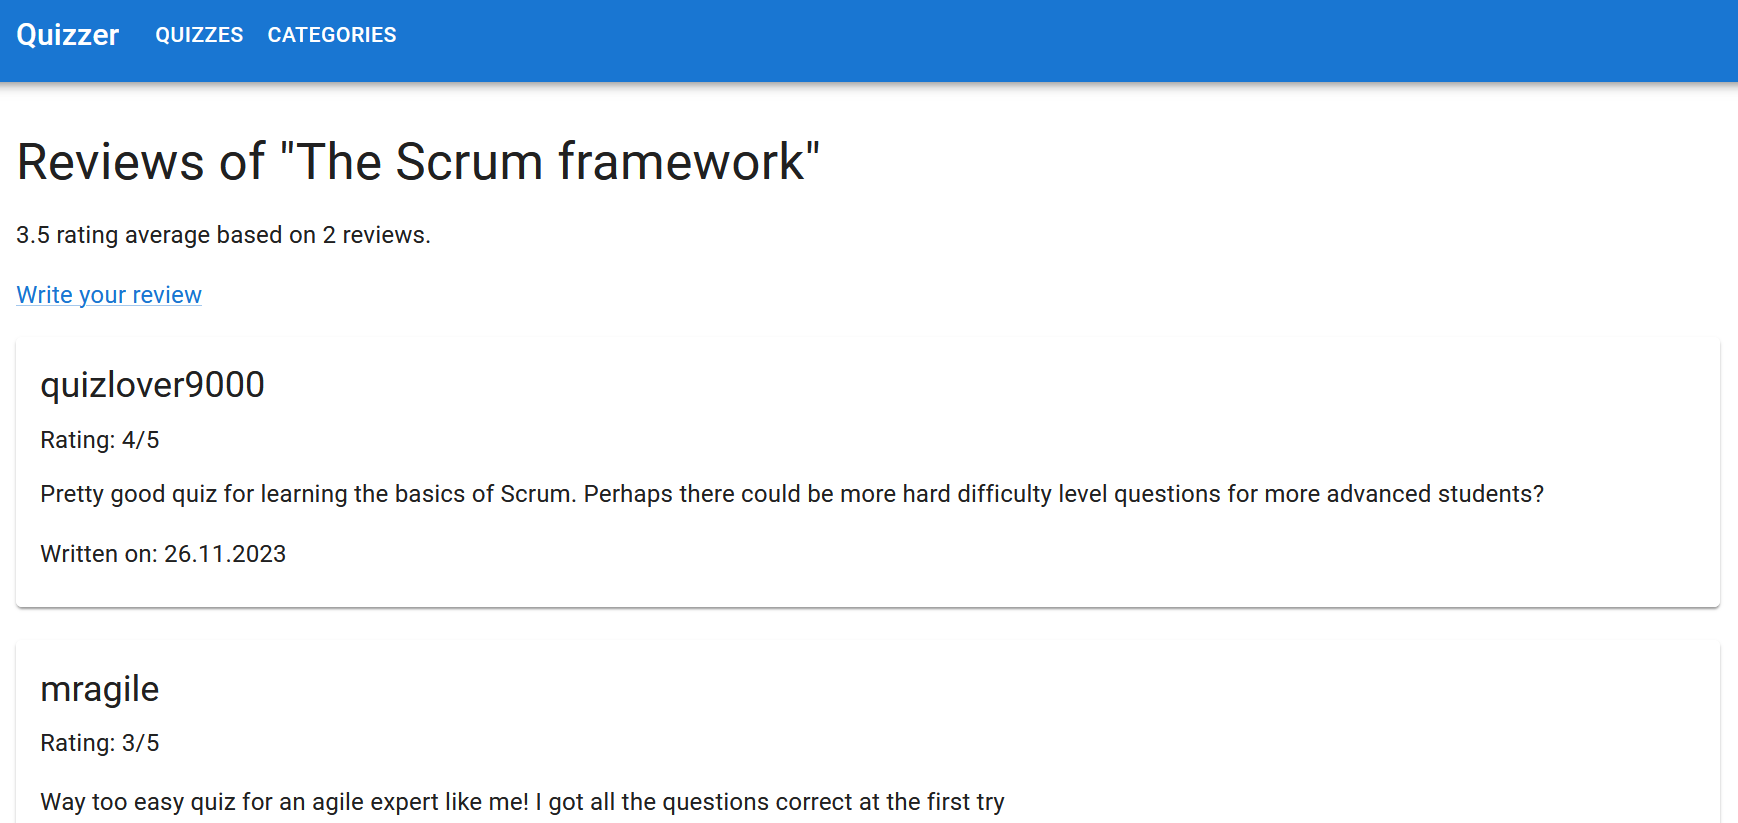 Quizzer QUIZZES CATEGORIES
Reviews of "The Scrum framework"
3.5 rating average based on 2 reviews.
Write your review
quizlover9000
Rating: 4/5
Pretty good quiz for learning the basics of Scrum. Perhaps there could be more hard difficulty level questions for more advanced students?
Written on: 26.11.2023
mragile
Rating: 3/5
Way too easy quiz for an agile expert like me! I got all the questions correct at the first try